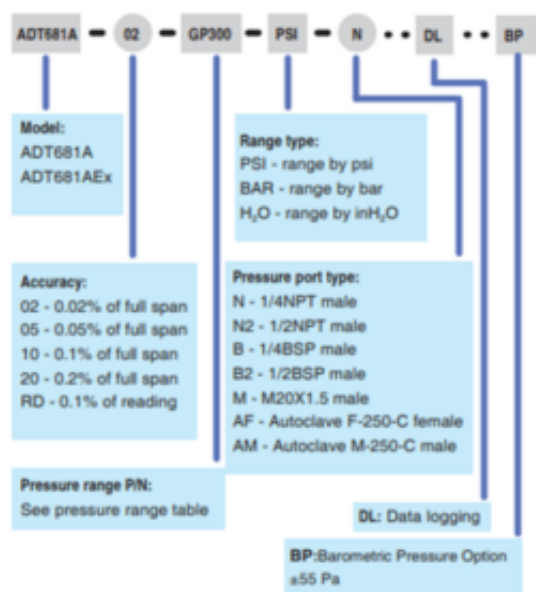 ADT681A - 02 - GP300 - PSI - N •• DL •• BP
Model:
ADT681A
ADT681AEx
Range type:
PSI - range by psi
BAR - range by bar
H₂O - range by inH₂O
Accuracy:
02 - 0.02% of full span
05 - 0.05% of full span
10 - 0.1% of full span
20 - 0.2% of full span
RD - 0.1% of reading
Pressure port type:
N - 1/4NPT male
N2 - 1/2NPT male
B - 1/4BSP male
B2 - 1/2BSP male
M - M20X1.5 male
AF - Autoclave F-250-C female
AM - Autoclave M-250-C male
Pressure range P/N:
See pressure range table
DL: Data logging
BP:Barometric Pressure Option
±55 Pa